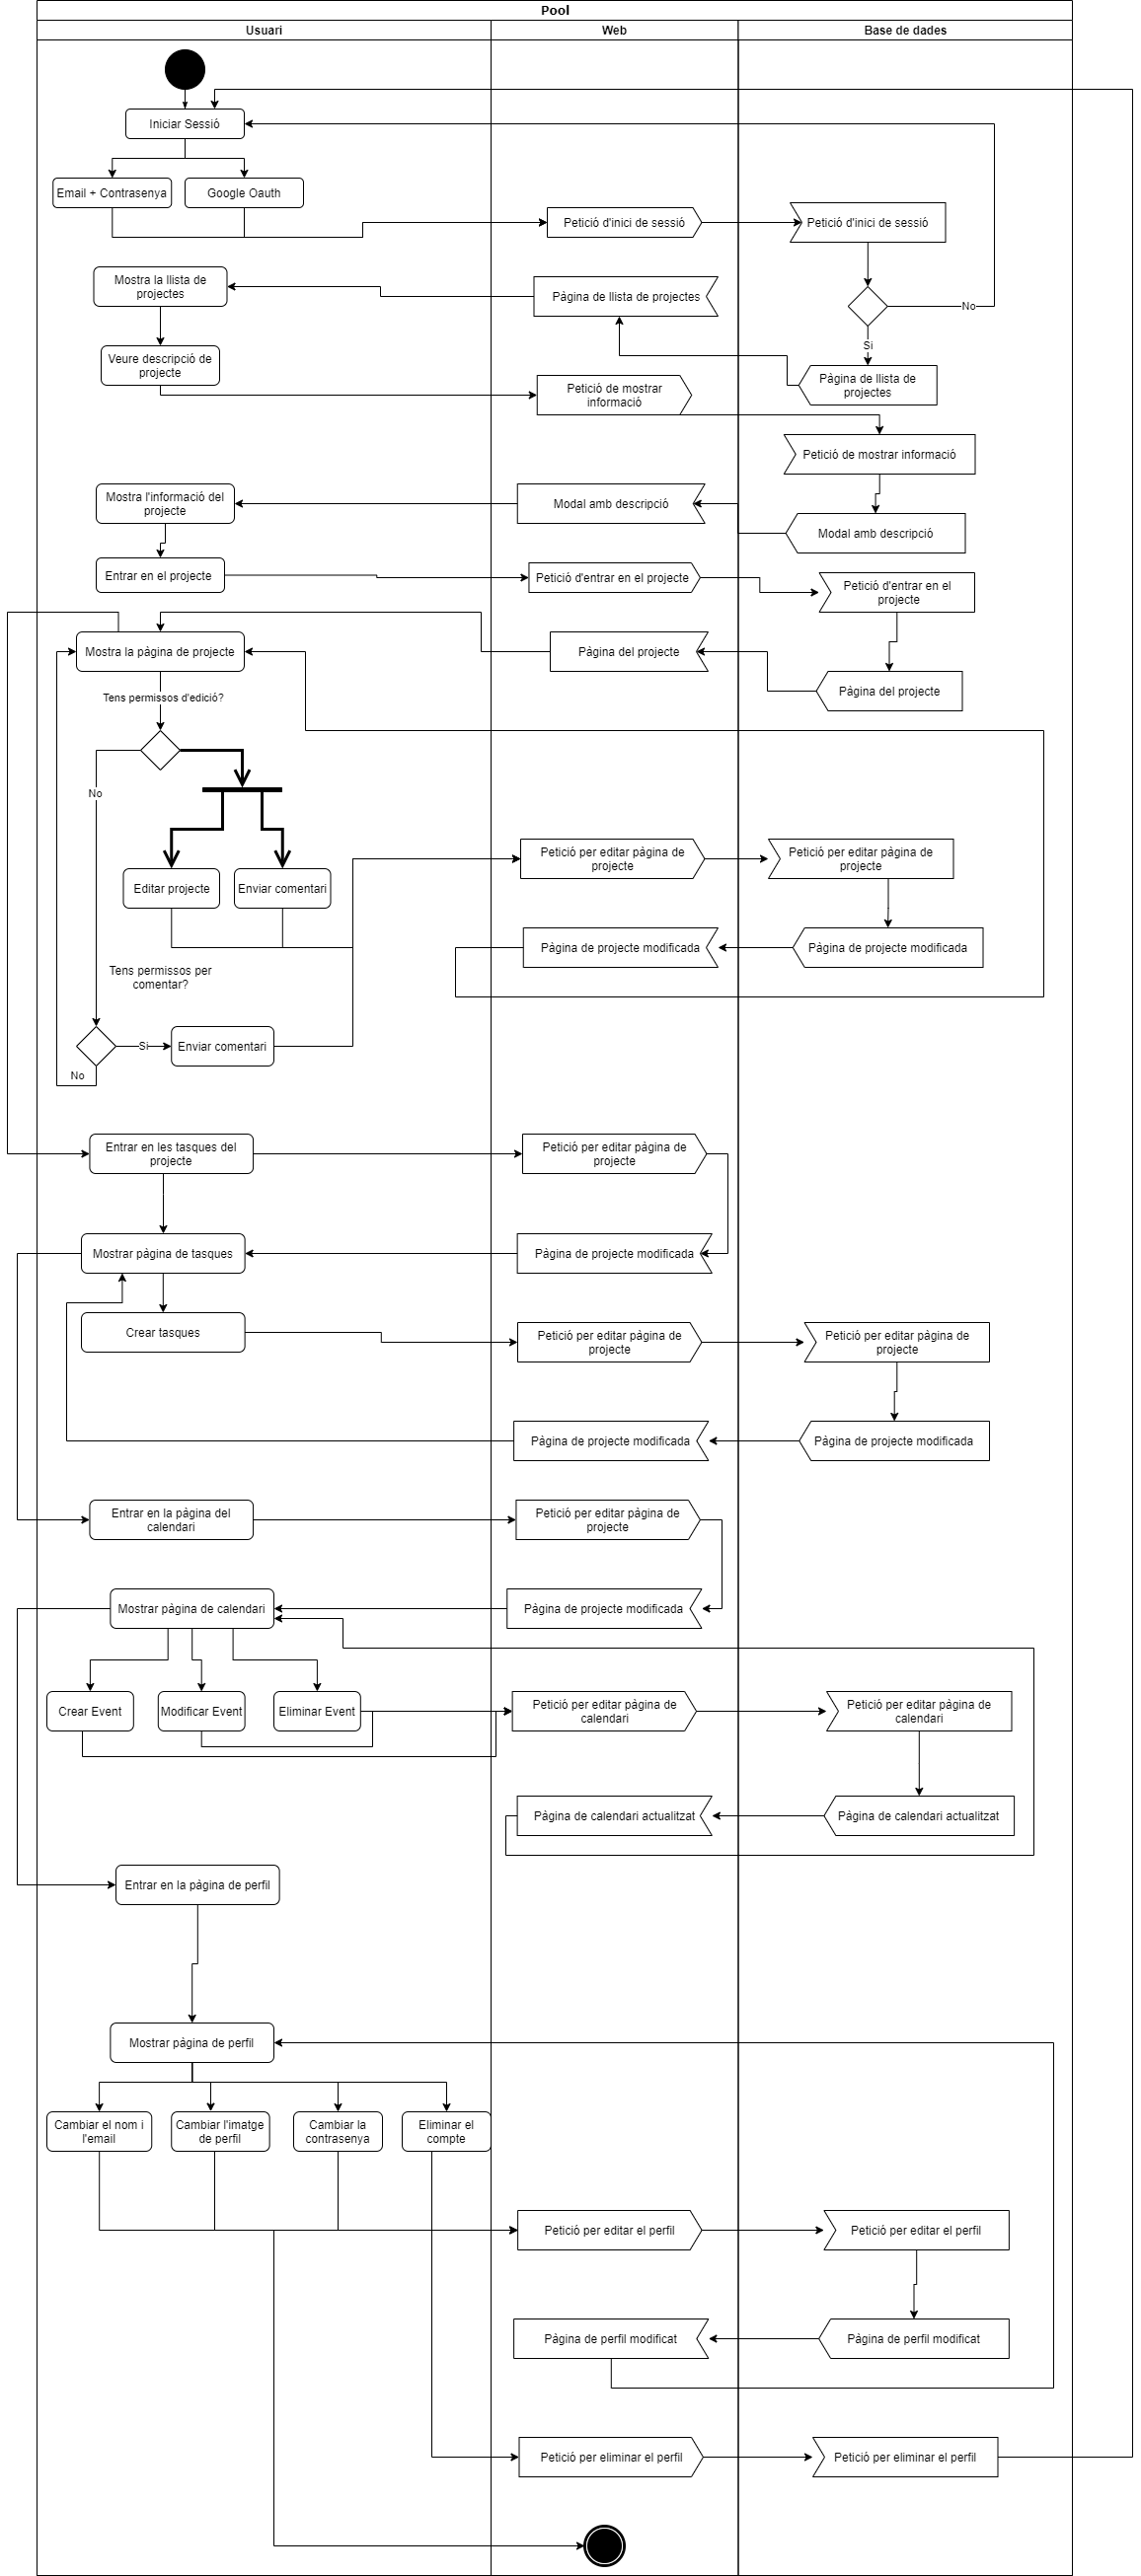 Pool
Usuari
Web
Base de dades
Iniciar Sessió
Email + Contrasenya
Google Oauth
Petició d'inici de sessió
Petició d'inici de sessió
Mostra la llista de
projectes
Pàgina de llista de projectes
No
Si
Veure descripció de
projecte
Petició de mostrar
informació
Pàgina de llista de
projectes
Petició de mostrar informació
Mostra l'informació del
projecte
Modal amb descripció
Modal amb descripció
Entrar en el projecte
Petició d'entrar en el projecte
Petició d'entrar en el
projecte
Mostra la pàgina de projecte
Pàgina del projecte
Pàgina del projecte
Tens permissos d'edició?
No
Petició per editar pàgina de
projecte
Petició per editar pàgina de
projecte
Editar projecte
Enviar comentari
Pàgina de projecte modificada
Pàgina de projecte modificada
Tens permissos per
comentar?
Si
Enviar comentari
No
Entrar en les tasques del
projecte
Petició per editar pàgina de
projecte
Mostrar pàgina de tasques
Pàgina de projecte modificada
Crear tasques
Petició per editar pàgina de
projecte
Petició per editar pàgina de
projecte
Pàgina de projecte modificada
Pàgina de projecte modificada
Entrar en la pàgina del
calendari
Petició per editar pàgina de
projecte
Mostrar pàgina de calendari
Pàgina de projecte modificada
Crear Event
Modificar Event
Eliminar Event
Petició per editar pàgina de
calendari
Petició per editar pàgina de
calendari
Pàgina de calendari actualitzat
Pàgina de calendari actualitzat
Entrar en la pàgina de perfil
Mostrar pàgina de perfil
Cambiar el nom i
l'email
Cambiar l'imatge
de perfil
Cambiar la
contrasenya
Eliminar el
compte
Petició per editar el perfil
Petició per editar el perfil
Pàgina de perfil modificat
Pàgina de perfil modificat
Petició per eliminar el perfil
Petició per eliminar el perfil